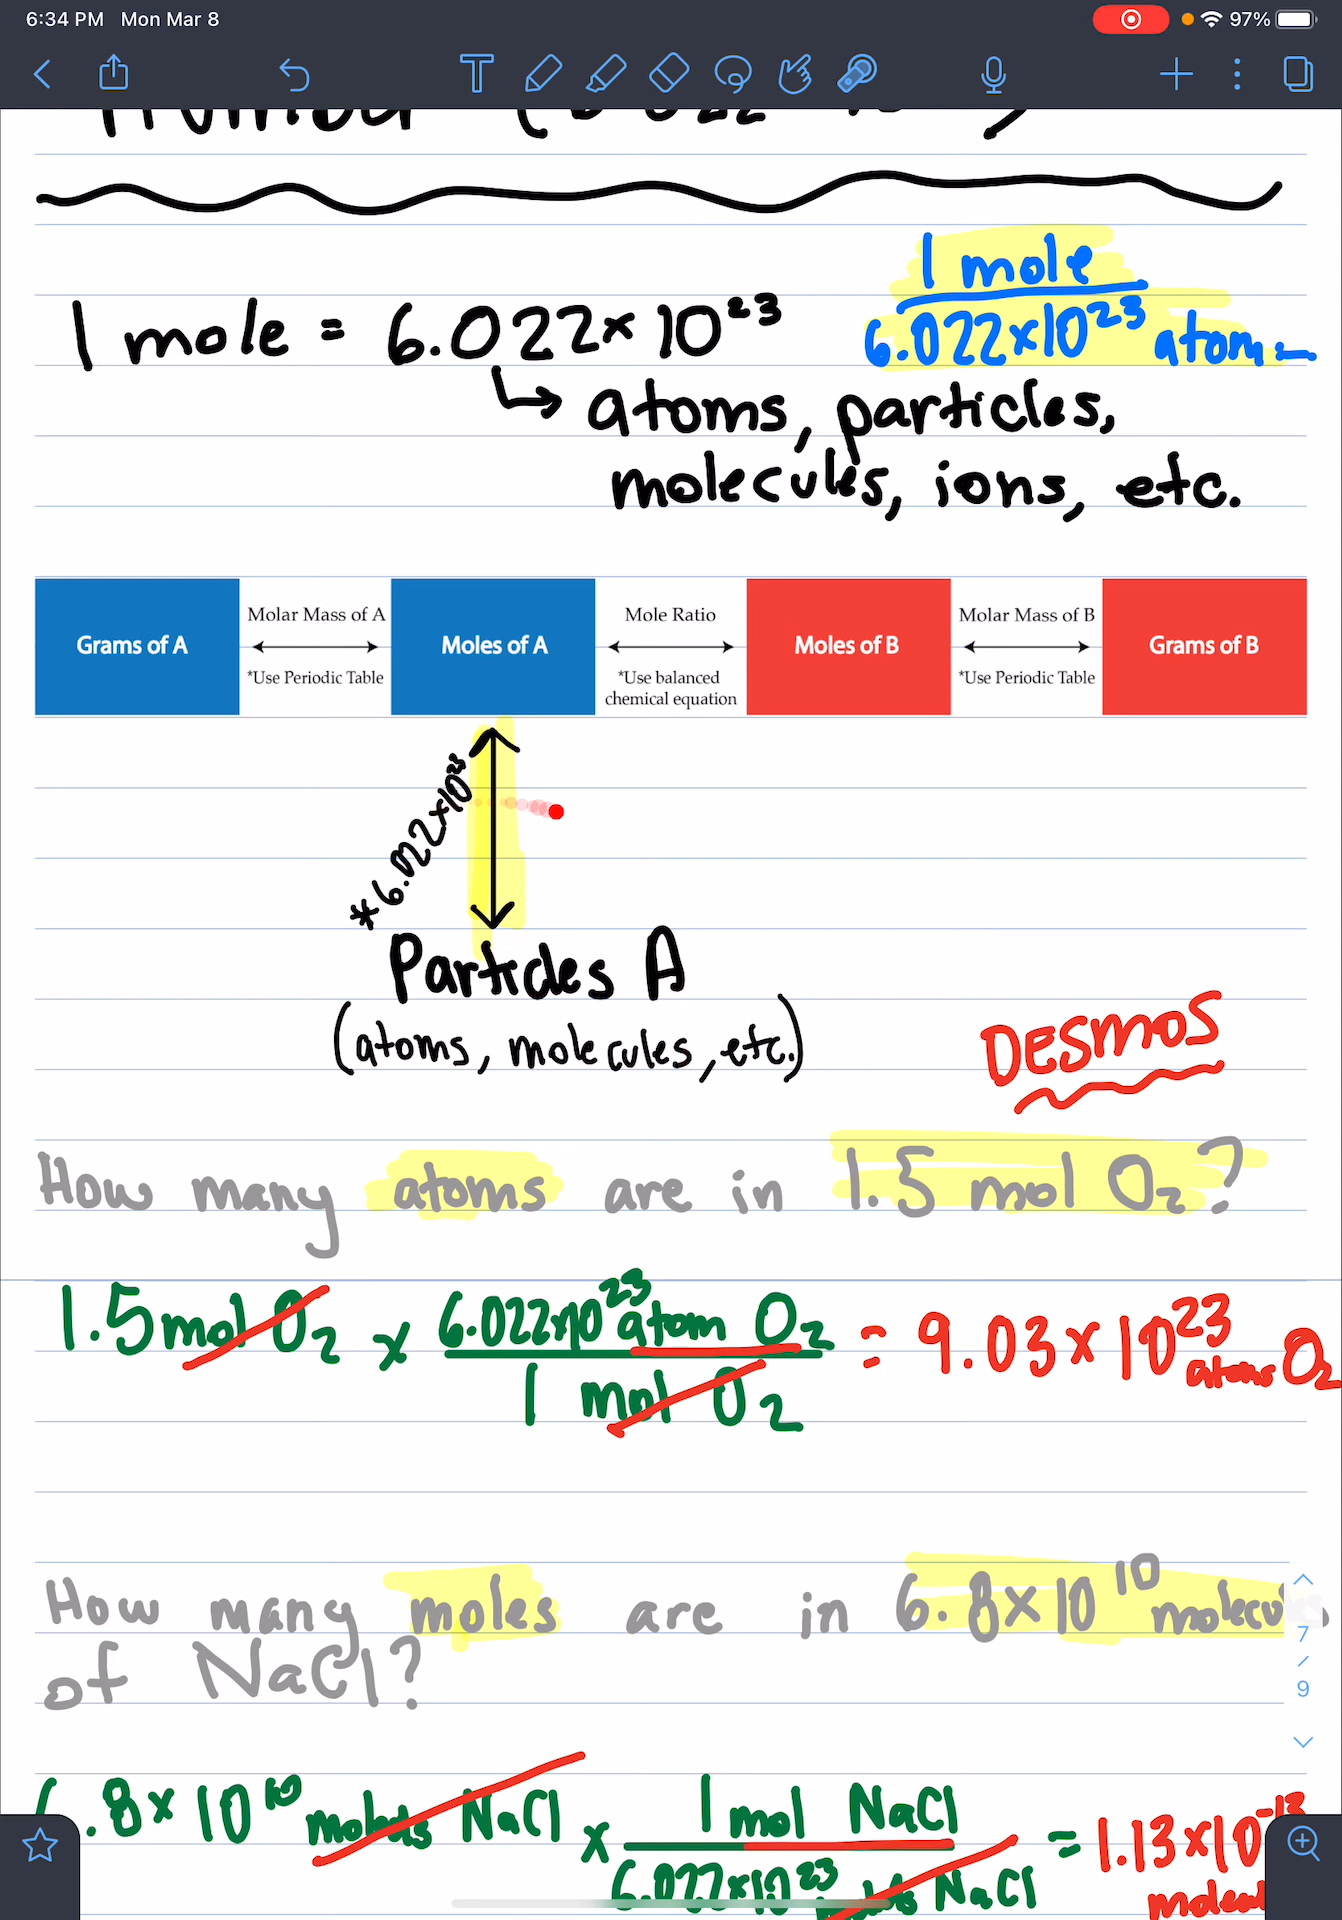 6:34 PM Mon Mar 8 97%
1 mole
1 mole = 6.022×10²³
6.022×10²³ atom
↳ atoms, particles,
molecules, ions, etc.
Grams of A
Molar Mass of A
*Use Periodic Table
Moles of A
Mole Ratio
*Use balanced
chemical equation
Moles of B
Molar Mass of B
*Use Periodic Table
Grams of B
*6.022×10²³
Particles A
(atoms, molecules, etc.)
DESMOS
How many atoms are in 1.5 mol O₂?
1.5 mol O₂ × 6.022×10²³ atom O₂ = 9.03×10²³ atoms O₂
1 mol O₂
How many moles are in 6.8×10¹⁰
of NaCl?
7
/
9
.8×10¹⁰ NaCl × 1 mol NaCl = 1.13×10⁻¹³
6.022×10²³ NaCl